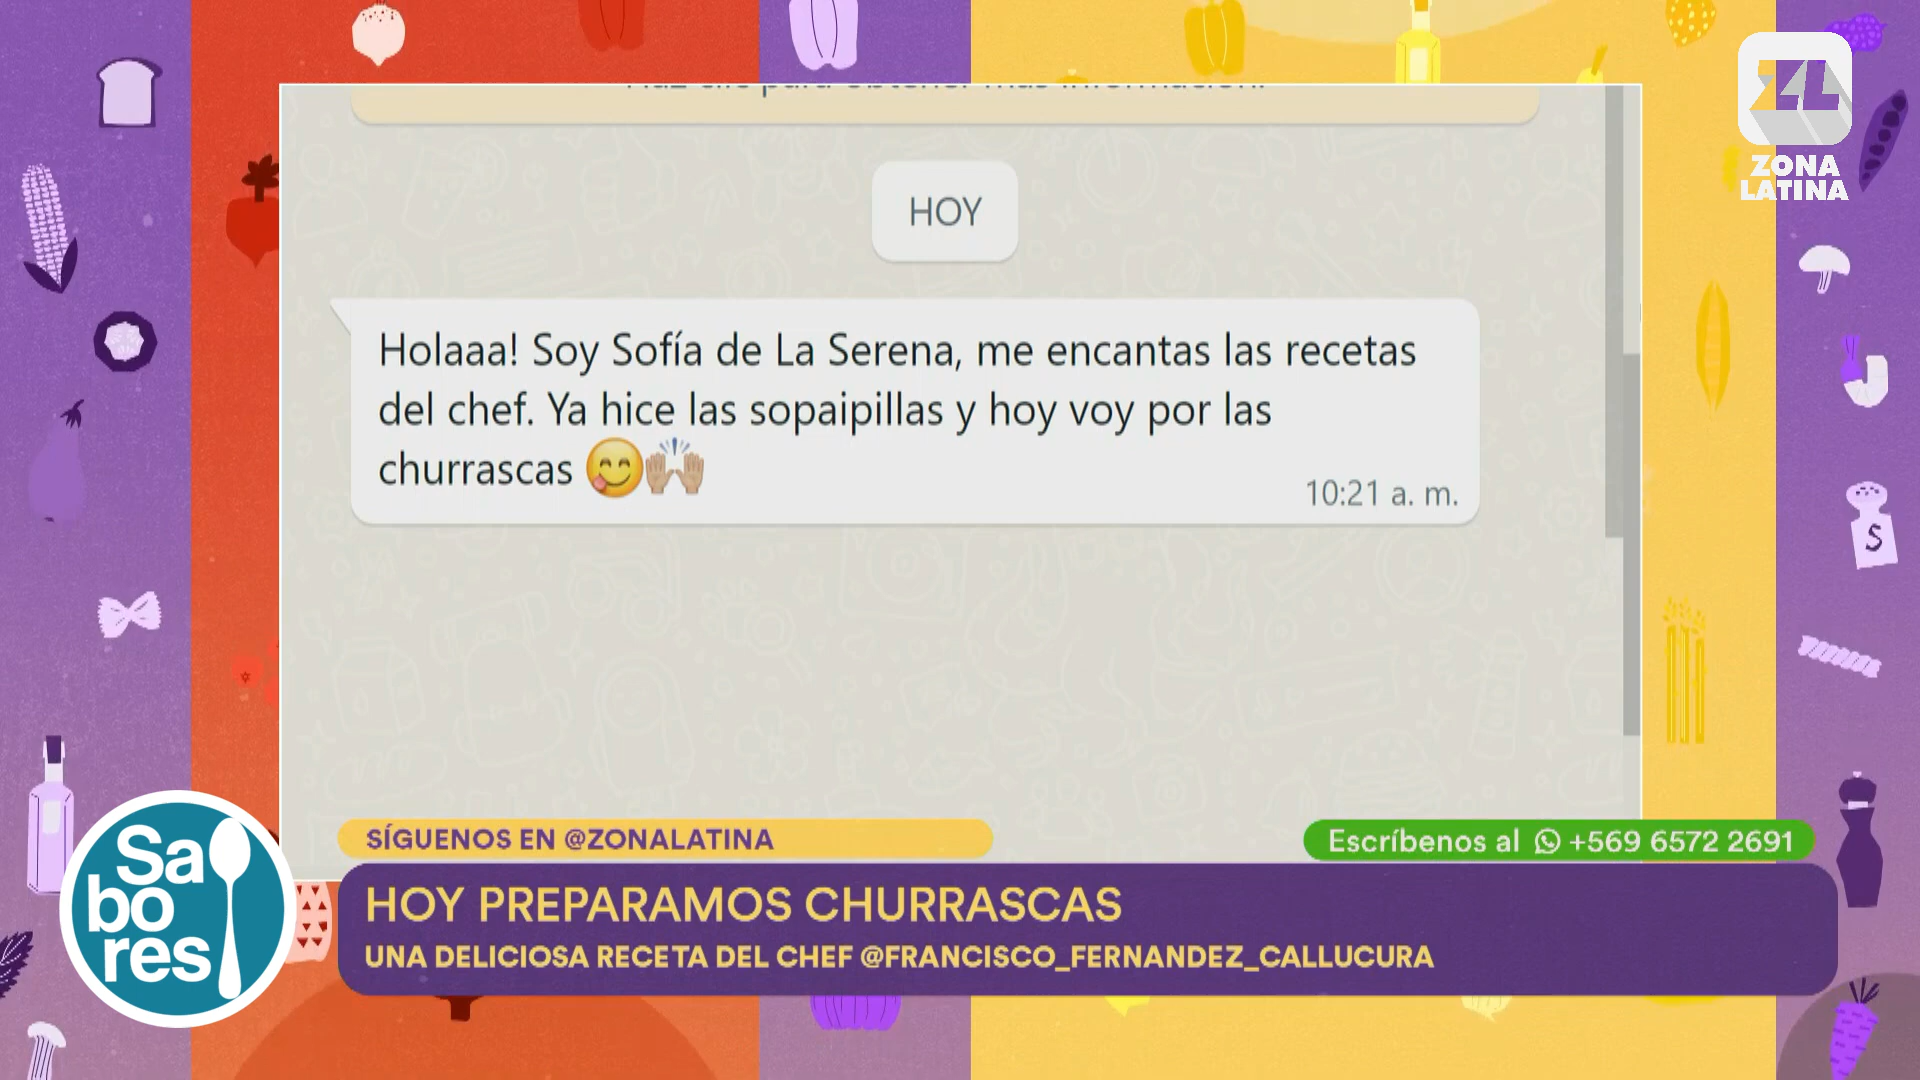 ZL
ZONA
LATINA
HOY
Holaaa! Soy Sofía de La Serena, me encantas las recetas
del chef. Ya hice las sopaipillas y hoy voy por las
churrascas 😋🙌🏼
10:21 a. m.
S
SÍGUENOS EN @ZONALATINA
Escríbenos al +569 6572 2691
Sa
bo
res
HOY PREPARAMOS CHURRASCAS
UNA DELICIOSA RECETA DEL CHEF @FRANCISCO_FERNANDEZ_CALLUCURA